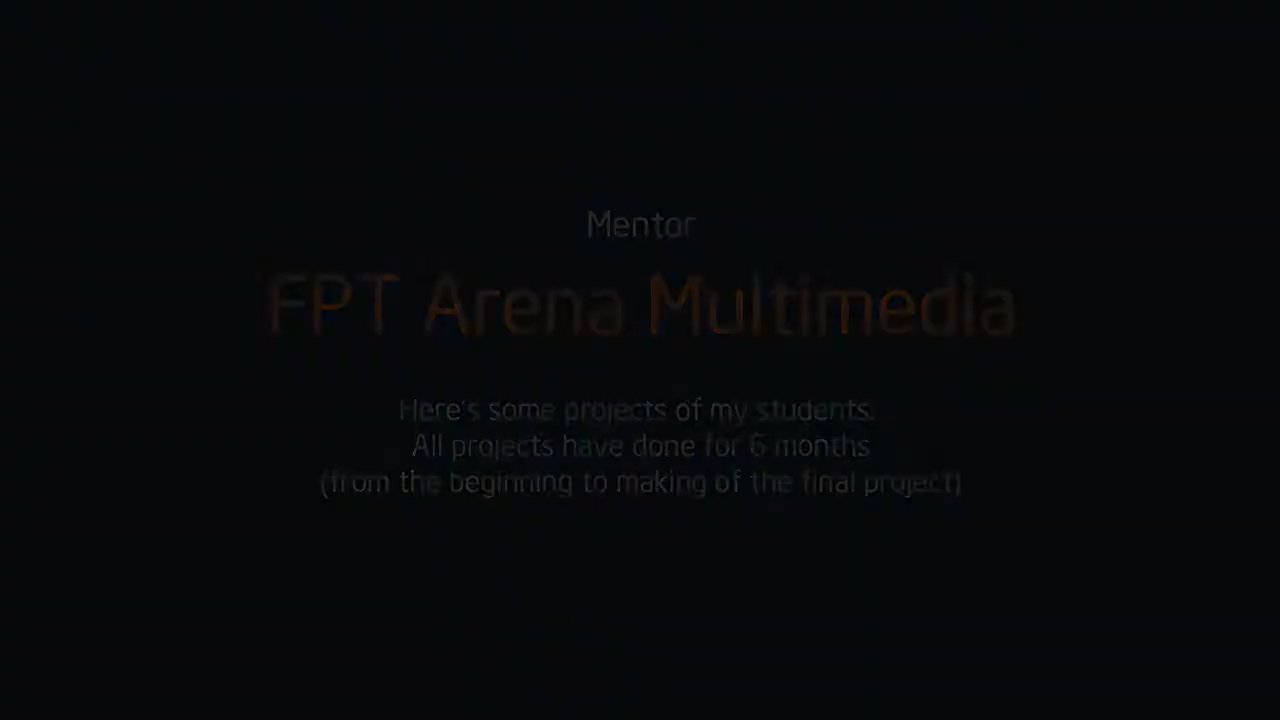 Mentor
FPT Arena Multimedia
Here's some projects of my students.
All projects have done for 6 months
(from the beginning to making of the final project)